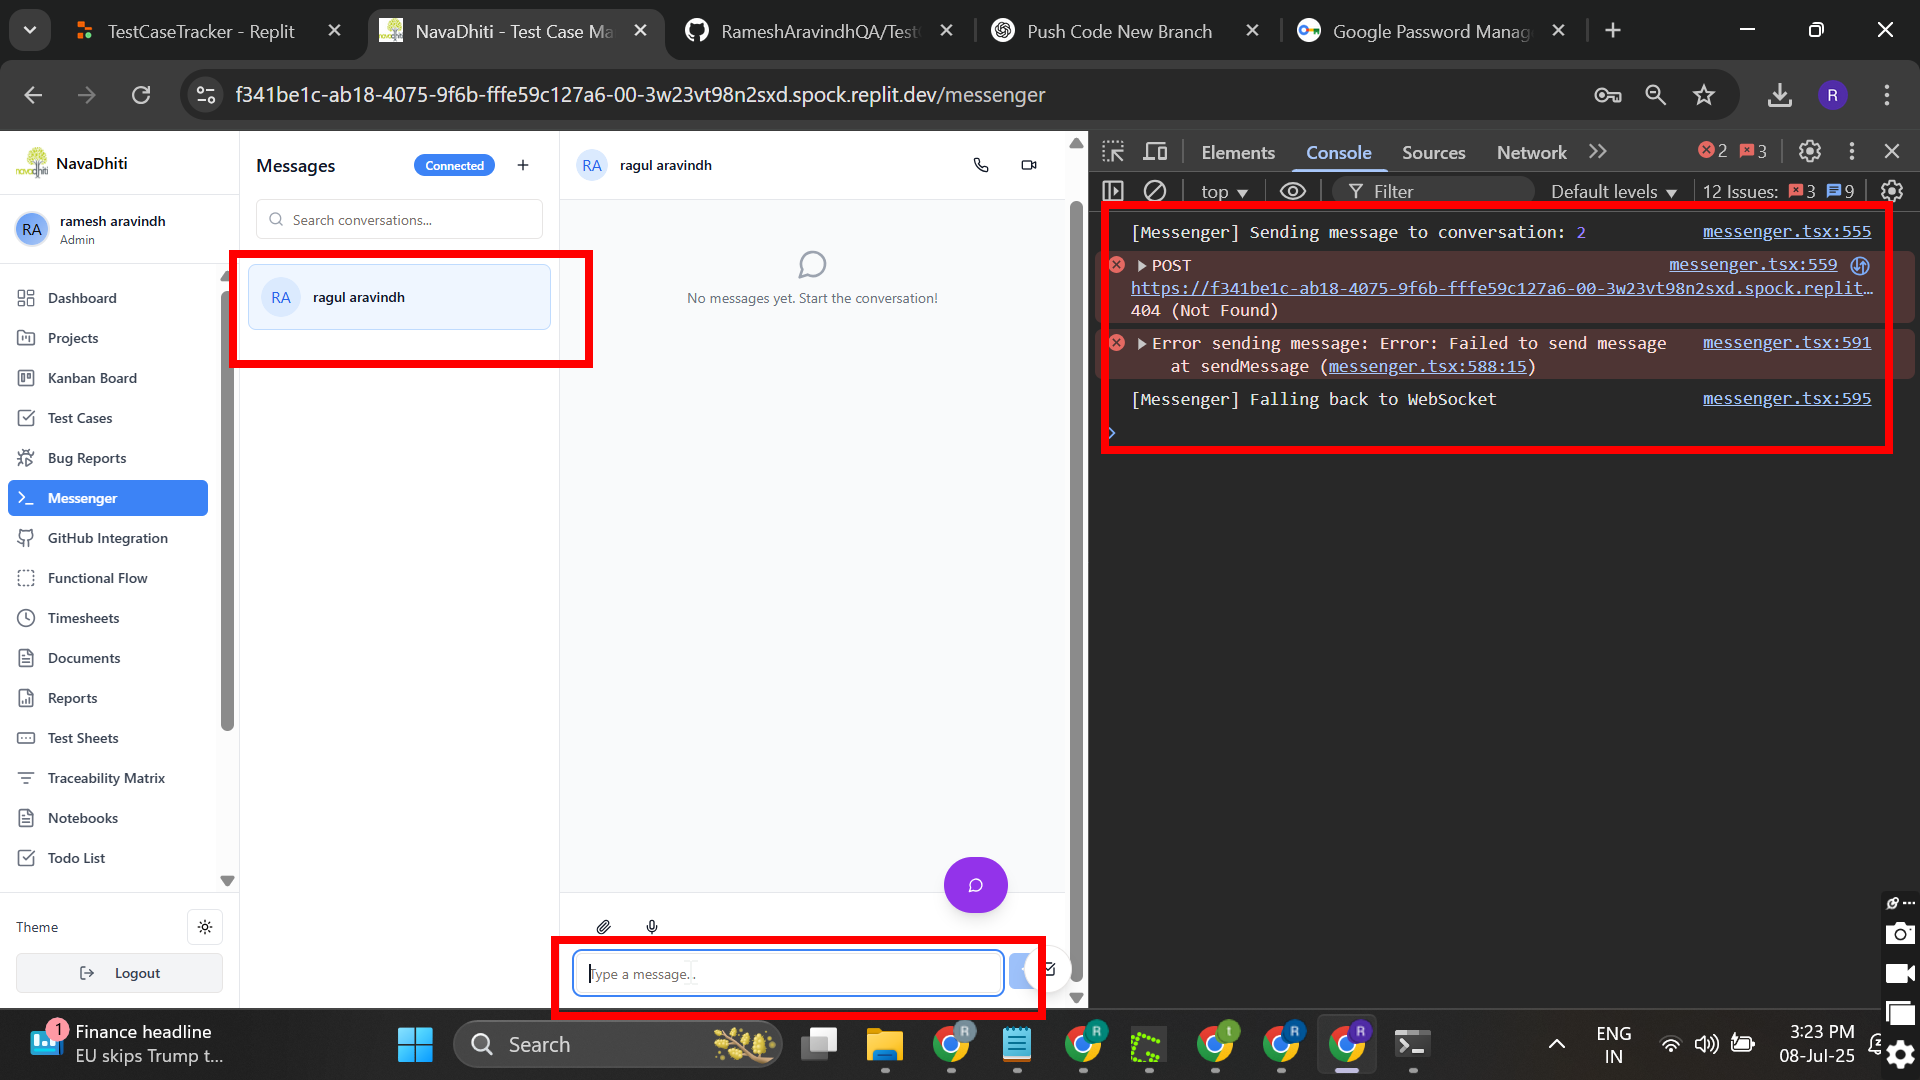 TestCaseTracker - Replit
NavaDhiti - Test Case Ma
RameshAravindhQA/Test
Push Code New Branch
Google Password Manag
f341be1c-ab18-4075-9f6b-fffe59c127a6-00-3w23vt98n2sxd.spock.replit.dev/messenger
R
NavaDhiti
RA
ramesh aravindh
Admin
Dashboard
Projects
Kanban Board
Test Cases
Bug Reports
Messenger
GitHub Integration
Functional Flow
Timesheets
Documents
Reports
Test Sheets
Traceability Matrix
Notebooks
Todo List
Theme
Logout
Messages
Connected
Search conversations...
RA
ragul aravindh
RA
ragul aravindh
No messages yet. Start the conversation!
Type a message...
Elements
Console
Sources
Network
2
3
top
Filter
Default levels
12 Issues:
3
9
[Messenger] Sending message to conversation: 2
messenger.tsx:555
POST
messenger.tsx:559
https://f341be1c-ab18-4075-9f6b-fffe59c127a6-00-3w23vt98n2sxd.spock.replit…
404 (Not Found)
Error sending message: Error: Failed to send message
messenger.tsx:591
at sendMessage (messenger.tsx:588:15)
[Messenger] Falling back to WebSocket
messenger.tsx:595
1
Finance headline
EU skips Trump t...
Search
R
R
t
R
R
ENG
IN
3:23 PM
08-Jul-25